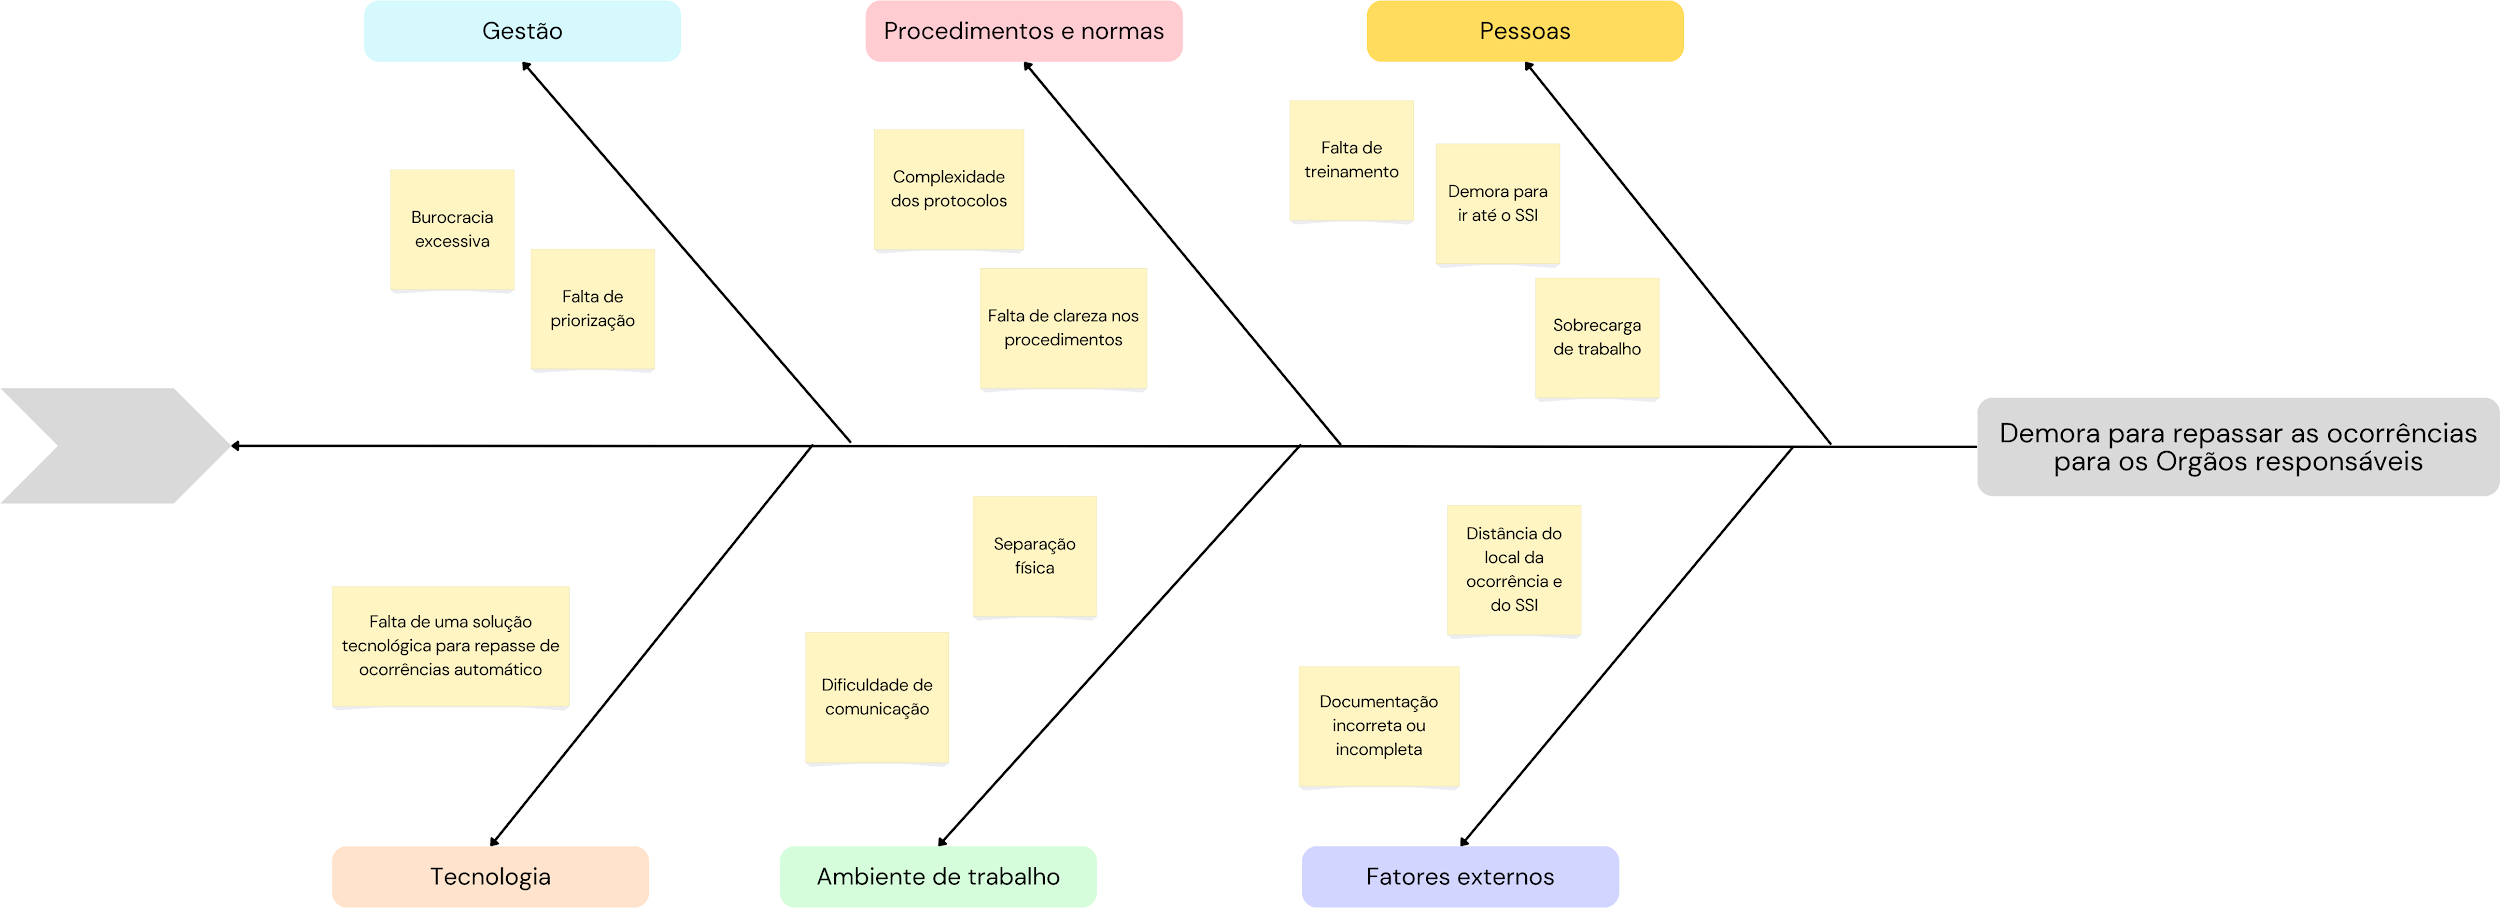 Gestão
Procedimentos e normas
Pessoas
Burocracia
excessiva
Falta de
priorização
Complexidade
dos protocolos
Falta de clareza nos
procedimentos
Falta de
treinamento
Demora para
ir até o SSI
Sobrecarga
de trabalho
Demora para repassar as ocorrências
para os Orgãos responsáveis
Falta de uma solução
tecnológica para repasse de
ocorrências automático
Separação
física
Dificuldade de
comunicação
Distância do
local da
ocorrência e
do SSI
Documentação
incorreta ou
incompleta
Tecnologia
Ambiente de trabalho
Fatores externos